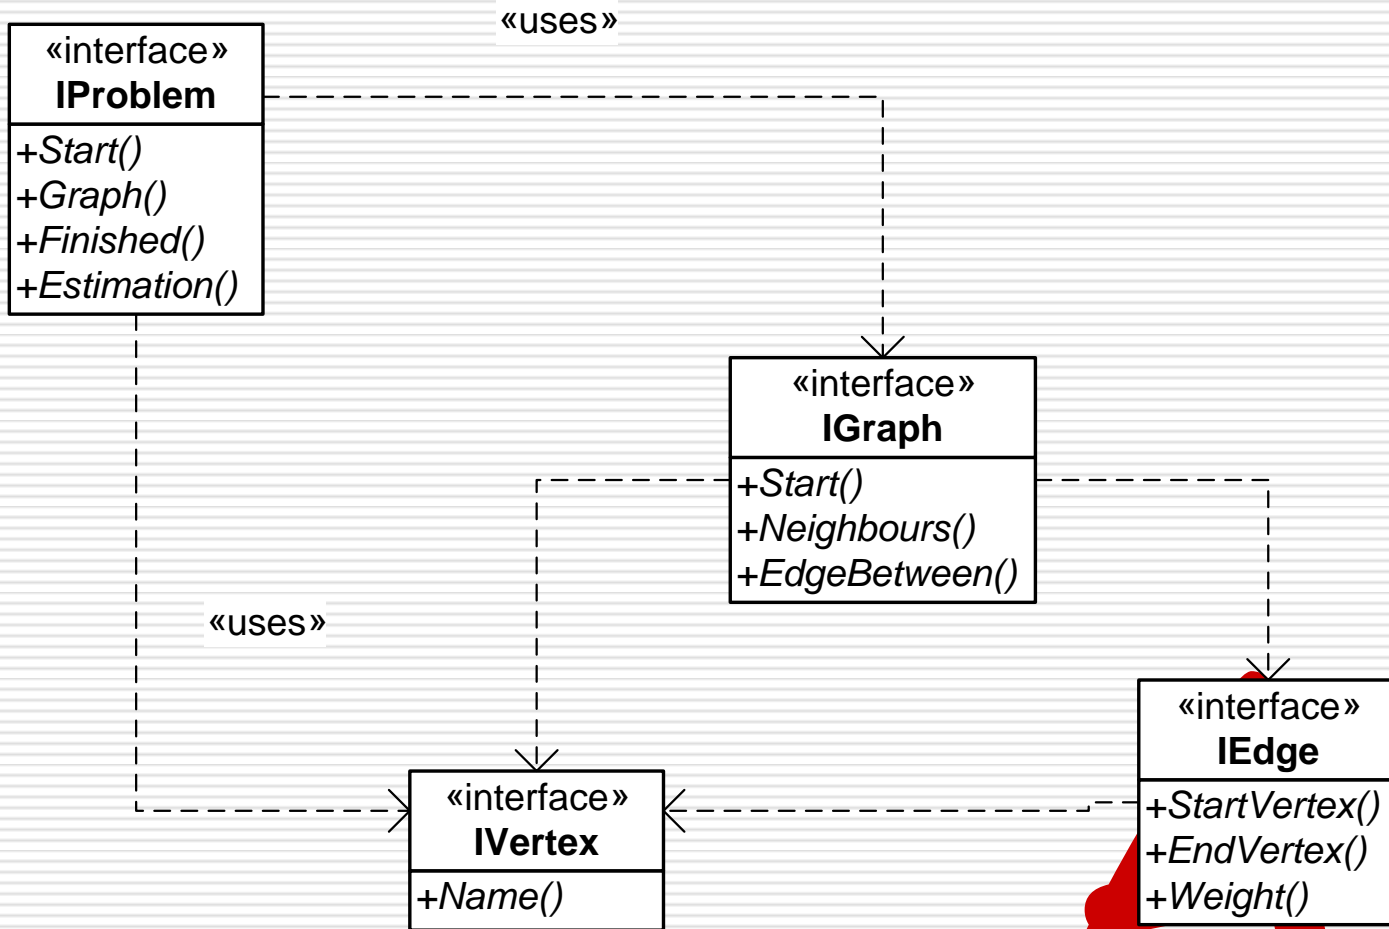 «uses»
«interface»
IProblem
+Start()
+Graph()
+Finished()
+Estimation()
«interface»
IGraph
+Start()
+Neighbours()
+EdgeBetween()
«uses»
«interface»
IEdge
+StartVertex()
+EndVertex()
+Weight()
«interface»
IVertex
+Name()